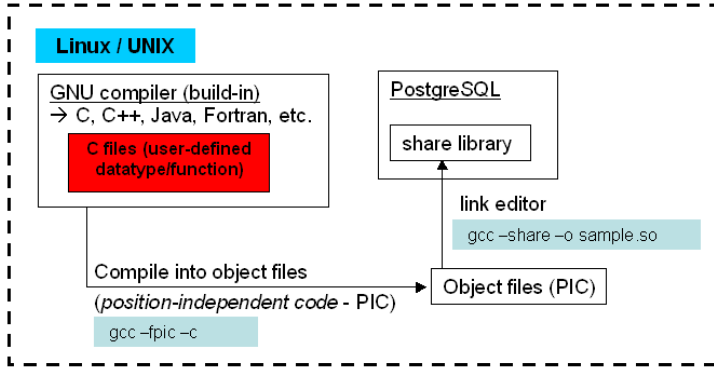 Linux / UNIX
GNU compiler (build-in)
→ C, C++, Java, Fortran, etc.
C files (user-defined
datatype/function)
PostgreSQL
share library
link editor
gcc –share –o sample.so
Compile into object files
(position-independent code - PIC)
gcc –fpic –c
Object files (PIC)